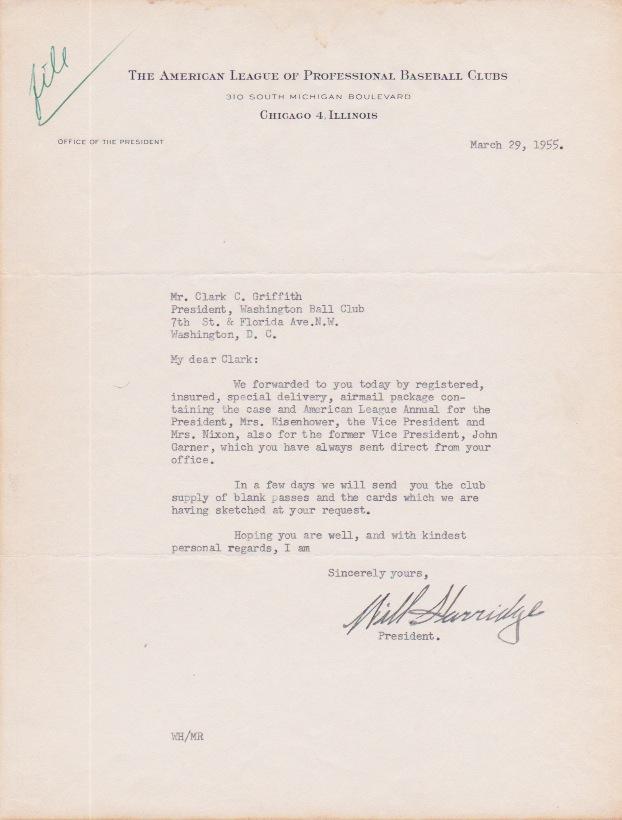 file
THE AMERICAN LEAGUE OF PROFESSIONAL BASEBALL CLUBS
310 SOUTH MICHIGAN BOULEVARD
CHICAGO 4, ILLINOIS
OFFICE OF THE PRESIDENT
March 29, 1955.
Mr. Clark C. Griffith
President, Washington Ball Club
7th St. & Florida Ave.N.W.
Washington, D. C.
My dear Clark:
We forwarded to you today by registered,
insured, special delivery, airmail package con-
taining the case and American League Annual for the
President, Mrs. Eisenhower, the Vice President and
Mrs. Nixon, also for the former Vice President, John
Garner, which you have always sent direct from your
office.
In a few days we will send you the club
supply of blank passes and the cards which we are
having sketched at your request.
Hoping you are well, and with kindest
personal regards, I am
Sincerely yours,
Will Harridge
President.
WH/MR